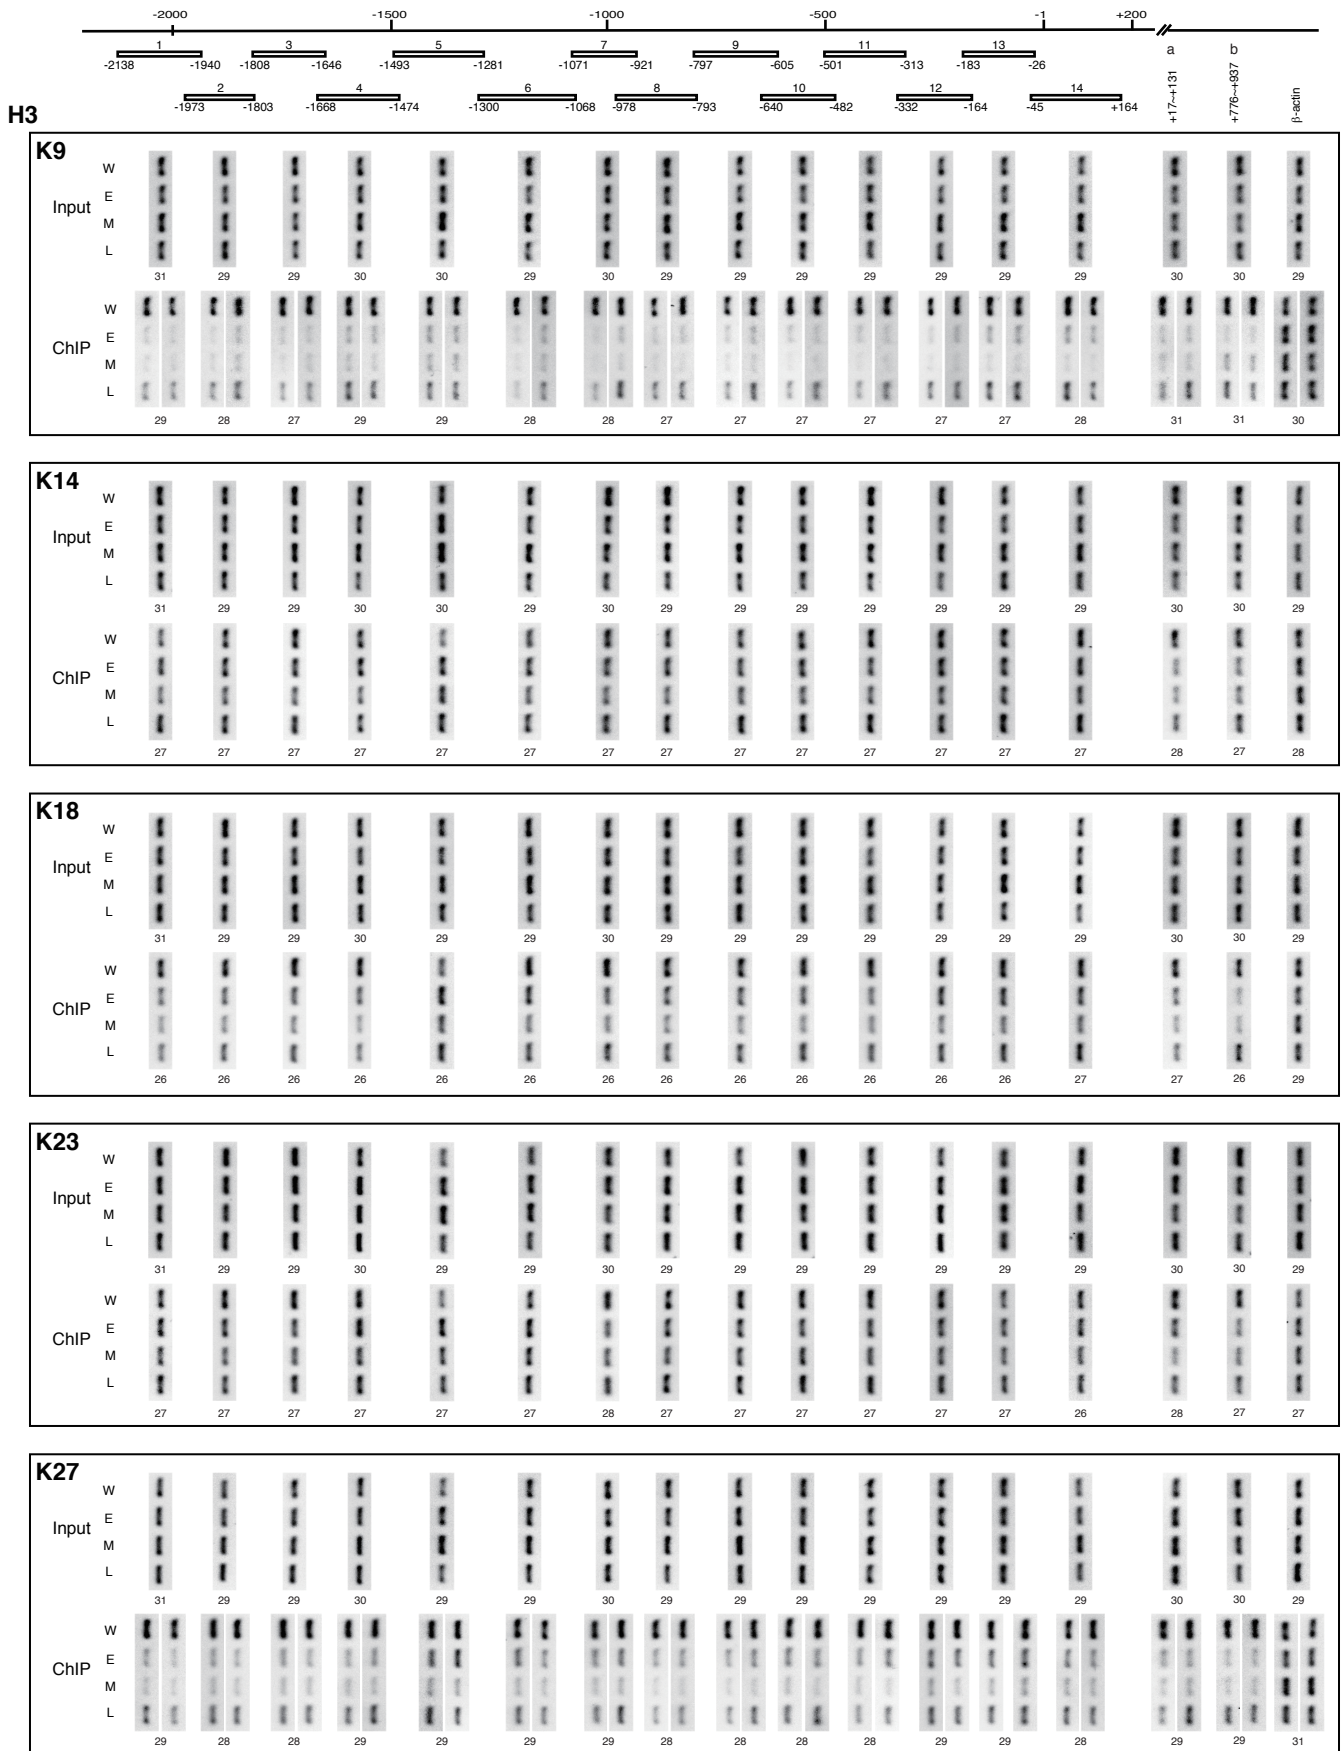 -2000 -1500 -1000 -500 -1 +200
1 3 5 7 9 11 13 a b
-2138 -1940 -1808 -1646 -1493 -1281 -1071 -921 -797 -605 -501 -313 -183 -26
2 4 6 8 10 12 14
-1973 -1803 -1668 -1474 -1300 -1068 -978 -793 -640 -482 -332 -164 -45 +164
+17~+131
+776~+937
β-actin
H3
K9
Input
W
E
M
L
31 29 29 30 30 29 30 29 29 29 29 29 29 29 30 30 29
ChIP
W
E
M
L
29 28 27 29 29 28 28 27 27 27 27 27 27 28 31 31 30
K14
Input
W
E
M
L
31 29 29 30 30 29 30 29 29 29 29 29 29 29 30 30 29
ChIP
W
E
M
L
27 27 27 27 27 27 27 27 27 27 27 27 27 27 28 27 28
K18
Input
W
E
M
L
31 29 29 30 29 29 30 29 29 29 29 29 29 29 30 30 29
ChIP
W
E
M
L
26 26 26 26 26 26 26 26 26 26 26 26 26 27 27 26 29
K23
Input
W
E
M
L
31 29 29 30 29 29 30 29 29 29 29 29 29 29 30 30 29
ChIP
W
E
M
L
27 27 27 27 27 27 28 27 27 27 27 27 27 26 28 27 27
K27
Input
W
E
M
L
31 29 29 30 29 29 30 29 29 29 29 29 29 29 30 30 29
ChIP
W
E
M
L
29 28 28 29 29 29 29 28 28 28 28 29 29 28 29 29 31